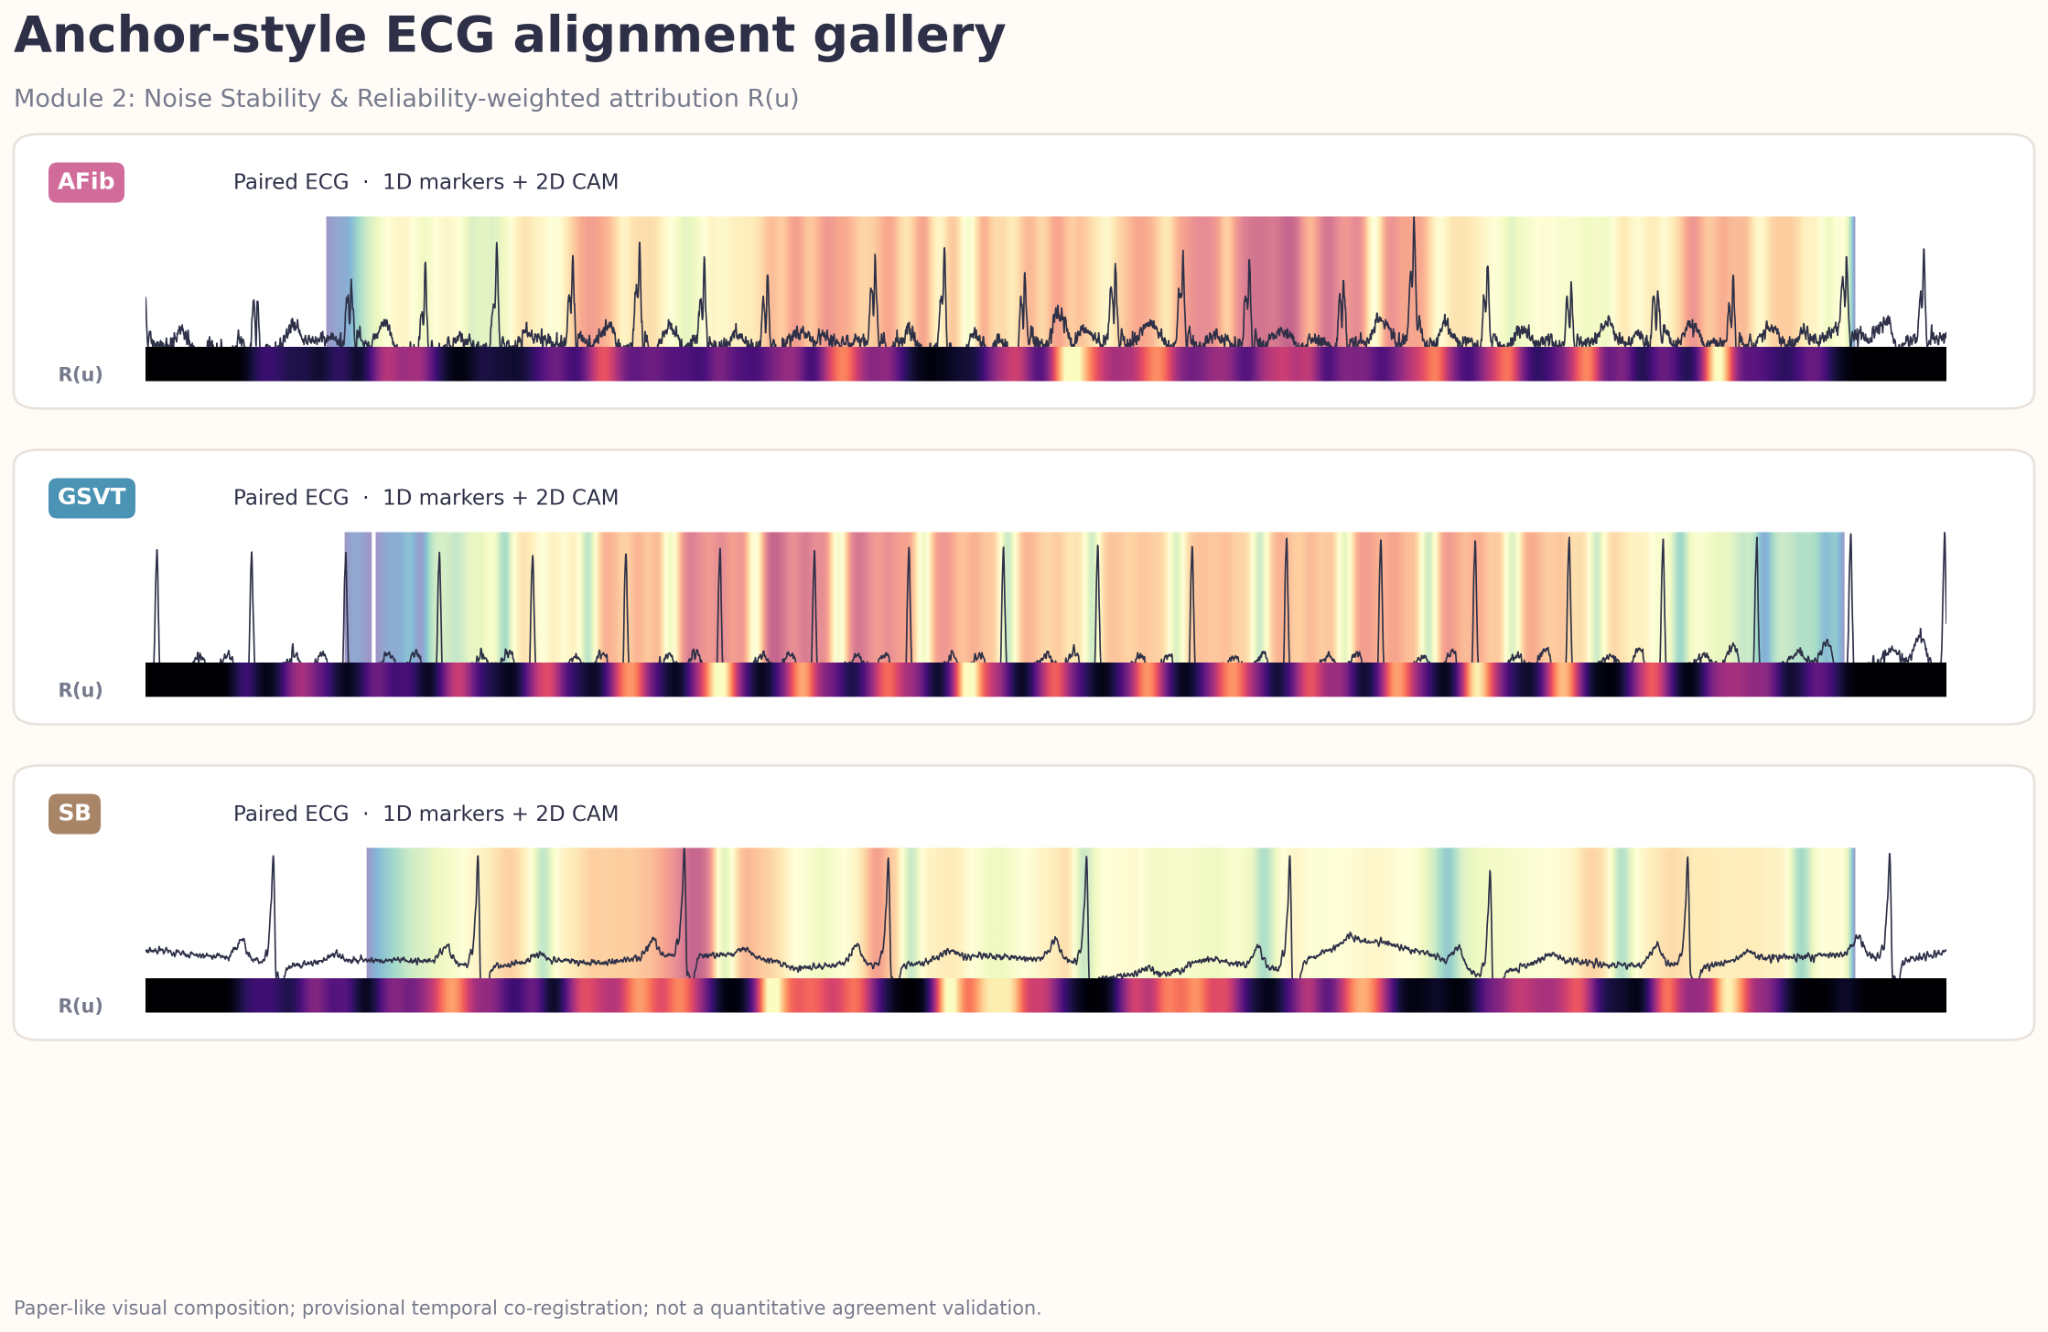 Anchor-style ECG alignment gallery
Module 2: Noise Stability & Reliability-weighted attribution R(u)
AFib
Paired ECG · 1D markers + 2D CAM
R(u)
GSVT
Paired ECG · 1D markers + 2D CAM
R(u)
SB
Paired ECG · 1D markers + 2D CAM
R(u)
Paper-like visual composition; provisional temporal co-registration; not a quantitative agreement validation.